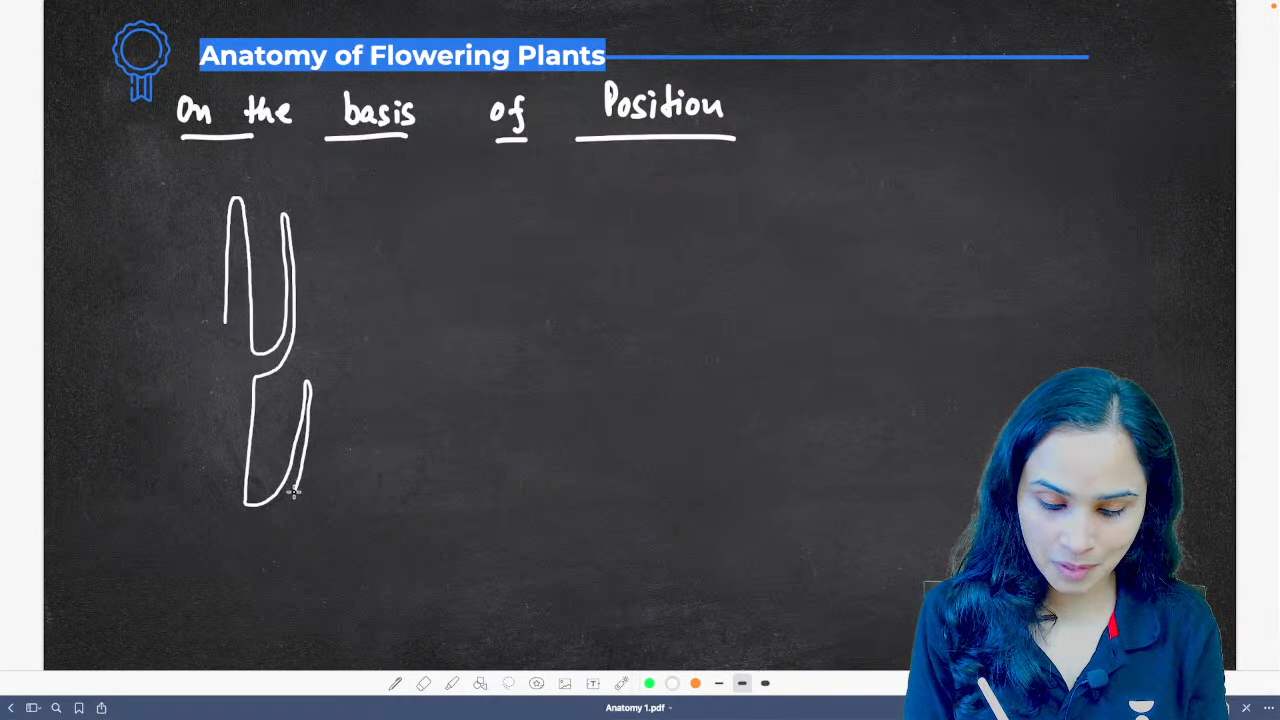 Anatomy of Flowering Plants
On the basis of Position
Anatomy 1.pdf